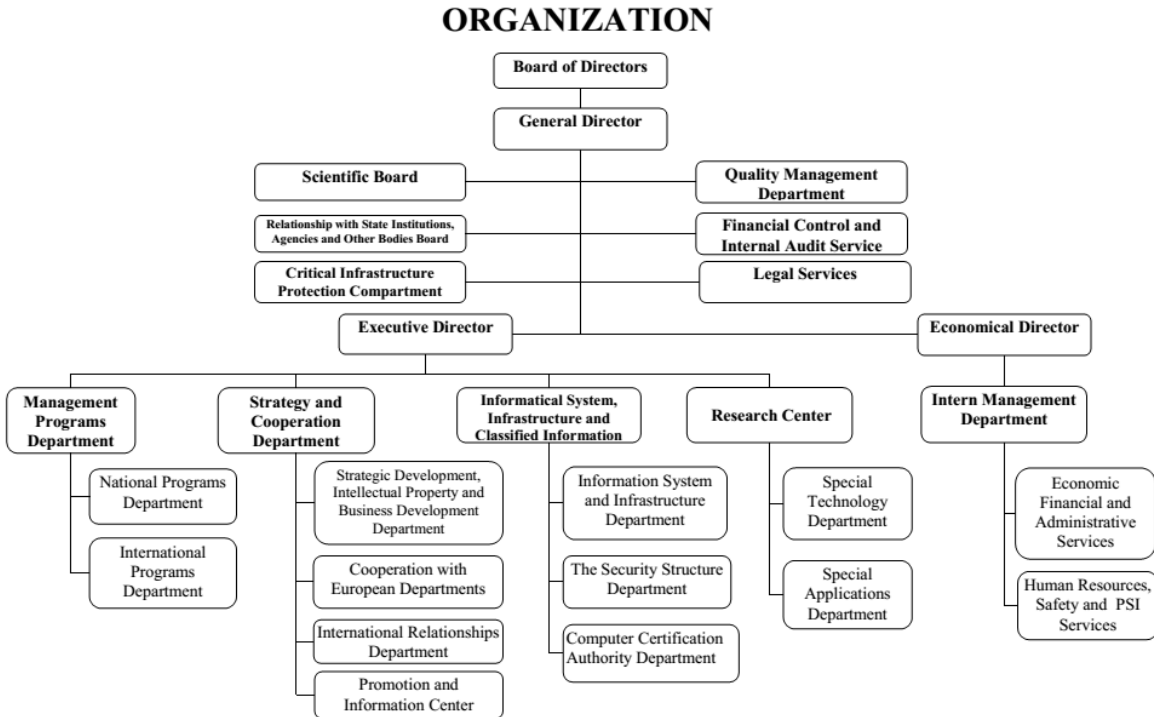 ORGANIZATION
Board of Directors
General Director
Scientific Board
Quality Management
Department
Relationship with State Institutions,
Agencies and Other Bodies Board
Financial Control and
Internal Audit Service
Critical Infrastructure
Protection Compartment
Legal Services
Executive Director
Economical Director
Management
Programs
Department
Strategy and
Cooperation
Department
Informatical System,
Infrastructure and
Classified Information
Research Center
Intern Management
Department
National Programs
Department
International
Programs
Department
Strategic Development,
Intellectual Property and
Business Development
Department
Cooperation with
European Departments
International Relationships
Department
Promotion and
Information Center
Information System
and Infrastructure
Department
The Security Structure
Department
Computer Certification
Authority Department
Special
Technology
Department
Special
Applications
Department
Economic
Financial and
Administrative
Services
Human Resources,
Safety and PSI
Services